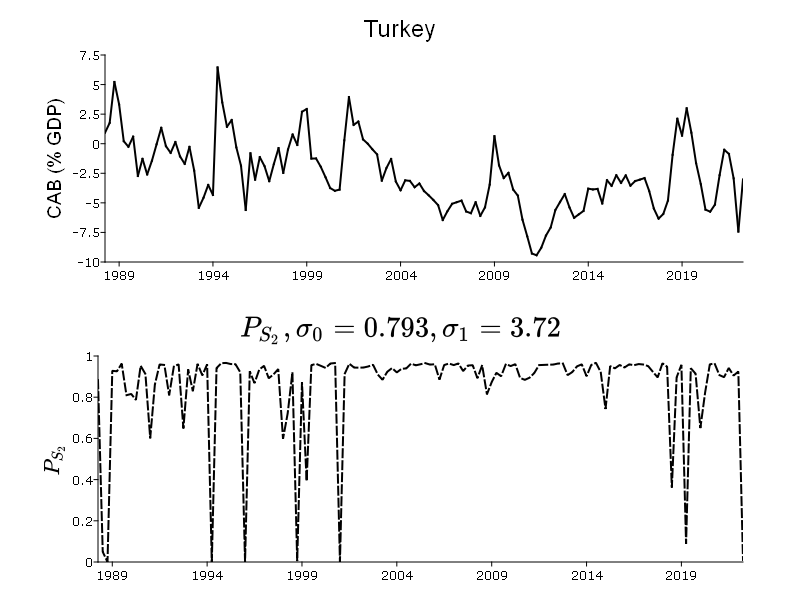 Turkey
CAB (% GDP)
7.5
5
2.5
0
−2.5
−5
−7.5
−10
1989 1994 1999 2004 2009 2014 2019
P_{S_2}, σ_0 = 0.793, σ_1 = 3.72
P_{S_2}
1
0.8
0.6
0.4
0.2
0
1989 1994 1999 2004 2009 2014 2019